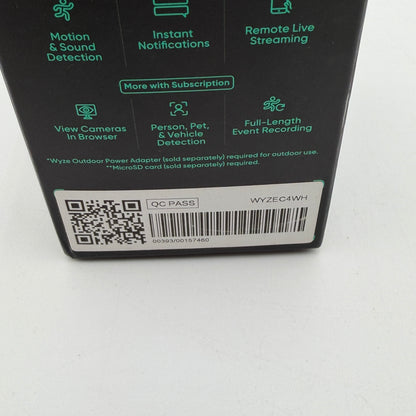 Motion
& Sound
Detection
Instant
Notifications
Remote Live
Streaming
More with Subscription
View Cameras
in Browser
Person, Pet,
& Vehicle
Detection
Full-Length
Event Recording
*Wyze Outdoor Power Adapter (sold separately) required for outdoor use.
**MicroSD card (sold separately) required.
QC PASS
WYZEC4WH
00393/00157460